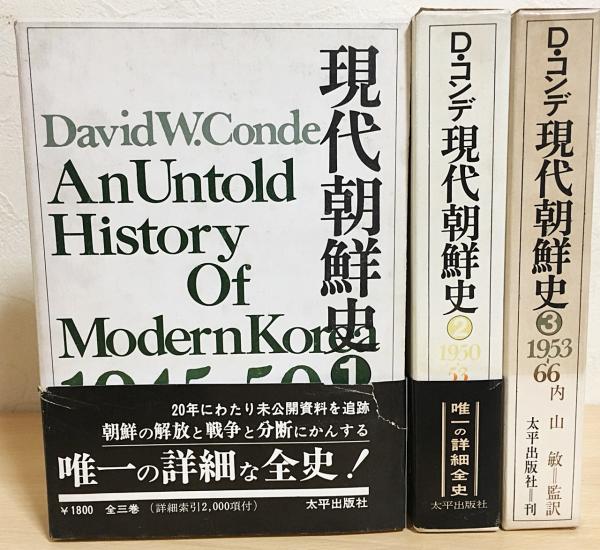 David W. Conde
An Untold
History
Of
Modern Korea
1945-50
現代朝鮮史
1
20年にわたり未公開資料を追跡
朝鮮の解放と戦争と分断にかんする
唯一の詳細な全史!
¥1800 全三巻 (詳細索引2,000項付) 太平出版社
D・コンデ
現代朝鮮史
2
1950
53
唯一の詳細全史
太平出版社
D・コンデ
現代朝鮮史
3
1953
-66
内山敏=監訳
太平出版社=刊